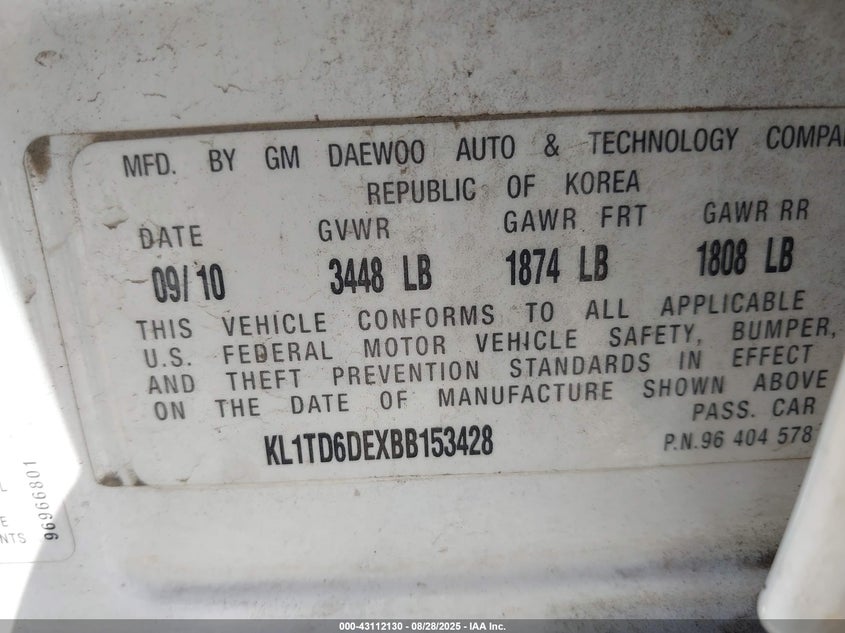 MFD. BY GM DAEWOO AUTO & TECHNOLOGY COMPA
REPUBLIC OF KOREA
DATE GVWR GAWR FRT GAWR RR
09/10 3448 LB 1874 LB 1808 LB
THIS VEHICLE CONFORMS TO ALL APPLICABLE
U.S. FEDERAL MOTOR VEHICLE SAFETY, BUMPER,
AND THEFT PREVENTION STANDARDS IN EFFECT
ON THE DATE OF MANUFACTURE SHOWN ABOVE
PASS. CAR
KL1TD6DEXBB153428 P.N.96 404 578
96966801
L
E
NTS
000-43112130 - 08/28/2025 - IAA Inc.